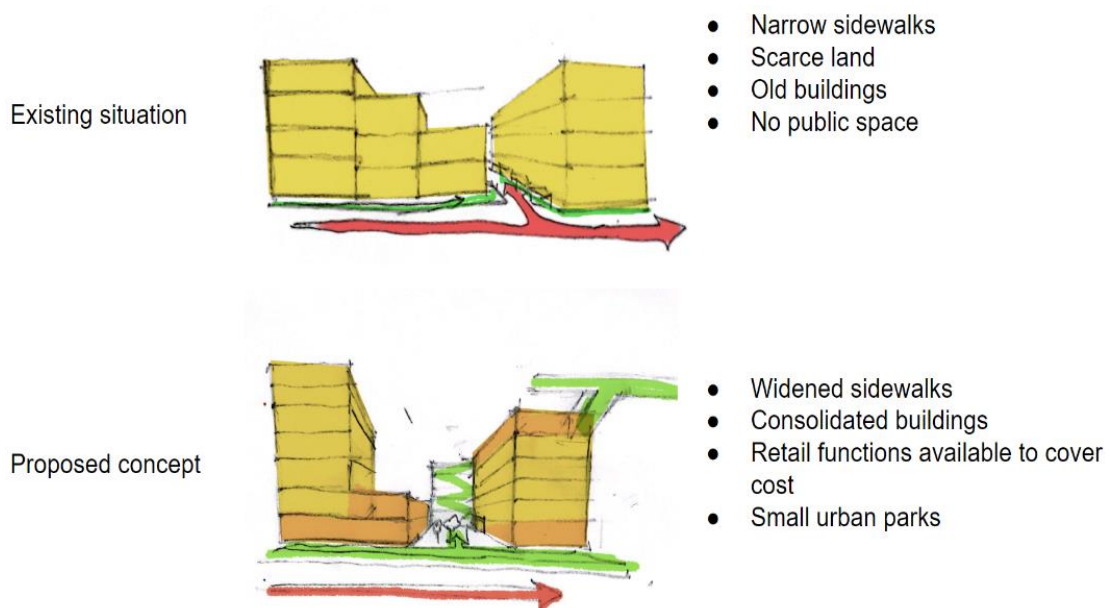 Existing situation
● Narrow sidewalks
● Scarce land
● Old buildings
● No public space
Proposed concept
● Widened sidewalks
● Consolidated buildings
● Retail functions available to cover
cost
● Small urban parks